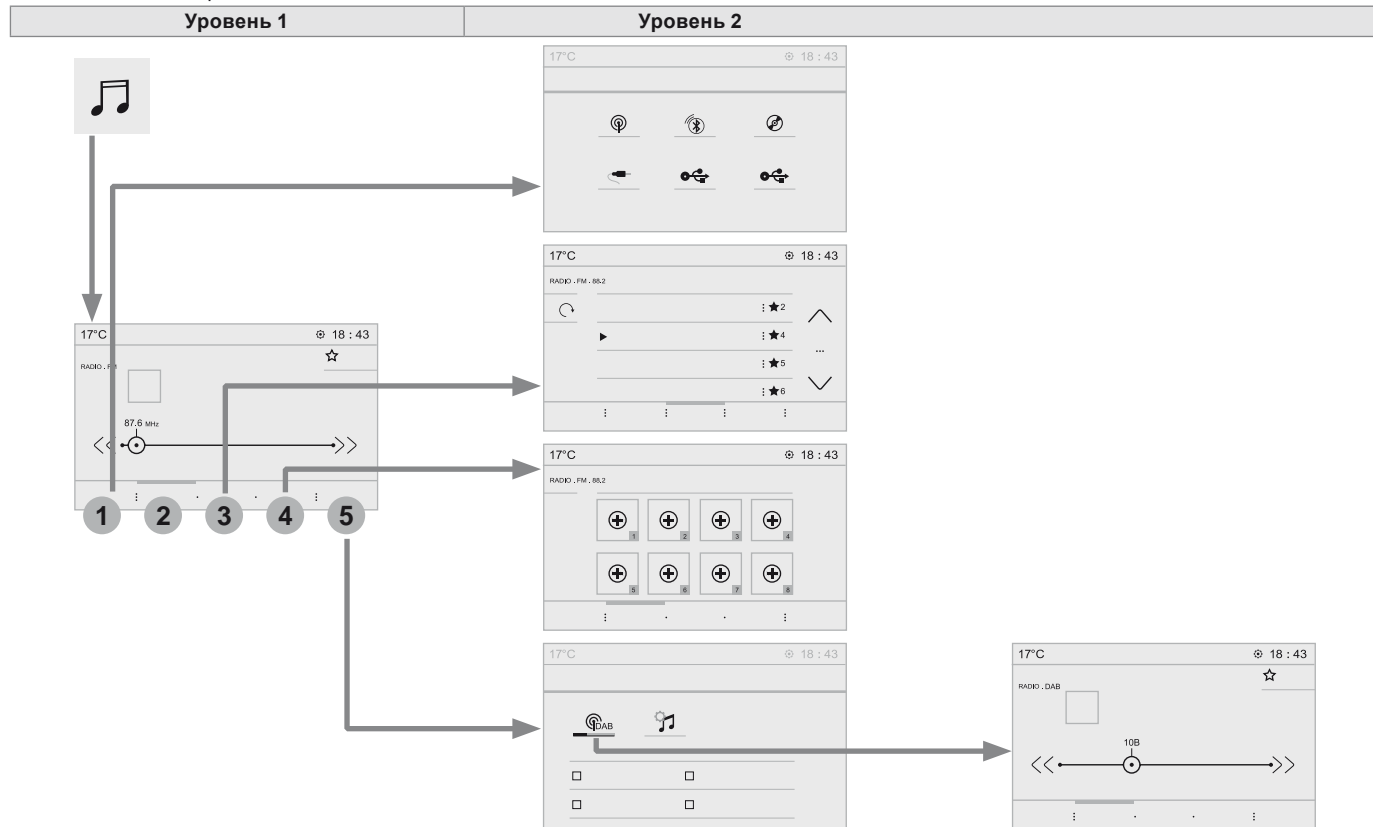 Уровень 1 Уровень 2
17°C 18 : 43
17°C 18 : 43
RADIO . FM . 88.2
2
4
...
5
6
17°C 18 : 43
RADIO . FM
87.6 MHz
1 2 3 4 5
17°C 18 : 43
RADIO . FM . 88.2
1 2 3 4
5 6 7 8
17°C 18 : 43
DAB
17°C 18 : 43
RADIO . DAB
10B